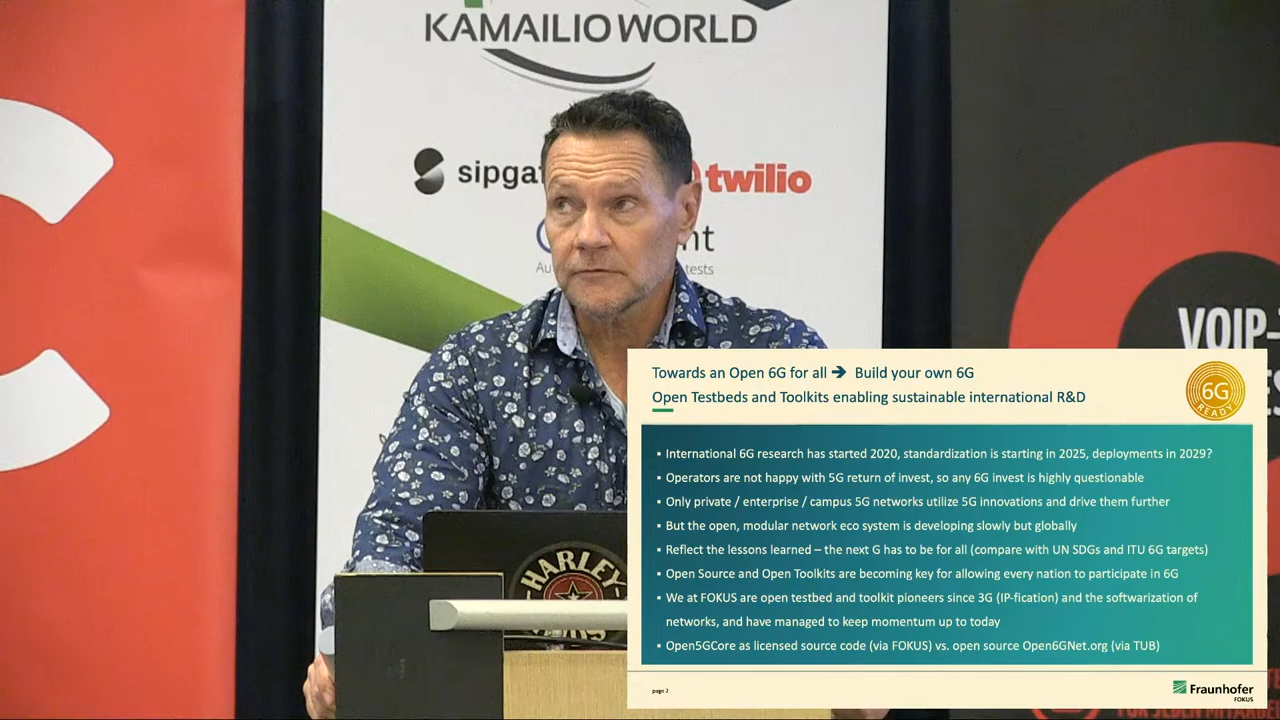 KAMAILIO WORLD
sipgat
twilio
nt
Au
tests
VOIP-
HARLEY
Towards an Open 6G for all ➔ Build your own 6G
Open Testbeds and Toolkits enabling sustainable international R&D
6G
READY
▪ International 6G research has started 2020, standardization is starting in 2025, deployments in 2029?
▪ Operators are not happy with 5G return of invest, so any 6G invest is highly questionable
▪ Only private / enterprise / campus 5G networks utilize 5G innovations and drive them further
▪ But the open, modular network eco system is developing slowly but globally
▪ Reflect the lessons learned – the next G has to be for all (compare with UN SDGs and ITU 6G targets)
▪ Open Source and Open Toolkits are becoming key for allowing every nation to participate in 6G
▪ We at FOKUS are open testbed and toolkit pioneers since 3G (IP-fication) and the softwarization of
networks, and have managed to keep momentum up to today
▪ Open5GCore as licensed source code (via FOKUS) vs. open source Open6GNet.org (via TUB)
page 2
Fraunhofer
FOKUS